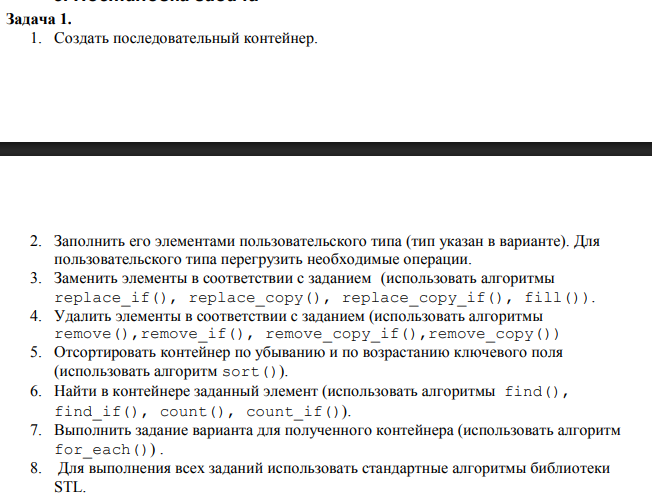 Задача 1.
1. Создать последовательный контейнер.
2. Заполнить его элементами пользовательского типа (тип указан в варианте). Для
пользовательского типа перегрузить необходимые операции.
3. Заменить элементы в соответствии с заданием (использовать алгоритмы
replace_if(), replace_copy(), replace_copy_if(), fill()).
4. Удалить элементы в соответствии с заданием (использовать алгоритмы
remove(),remove_if(), remove_copy_if(),remove_copy())
5. Отсортировать контейнер по убыванию и по возрастанию ключевого поля
(использовать алгоритм sort()).
6. Найти в контейнере заданный элемент (использовать алгоритмы find(),
find_if(), count(), count_if()).
7. Выполнить задание варианта для полученного контейнера (использовать алгоритм
for_each()).
8. Для выполнения всех заданий использовать стандартные алгоритмы библиотеки
STL.